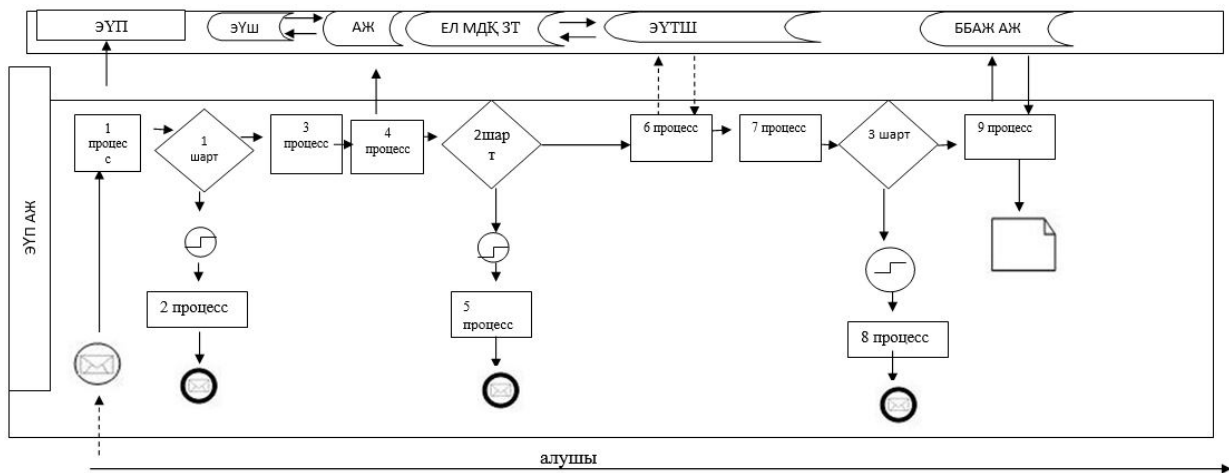 ЭҮП ЭҮш АЖ ЕЛ МДҚ ЗТ ЭҮТШ ББАЖ АЖ
ЭҮП АЖ
1
процес
с
1
шарт
3
процесс
4
процесс
2шар
т
6 процесс
7 процесс
3 шарт
9 процесс
2 процесс
5
процесс
8 процесс
алушы